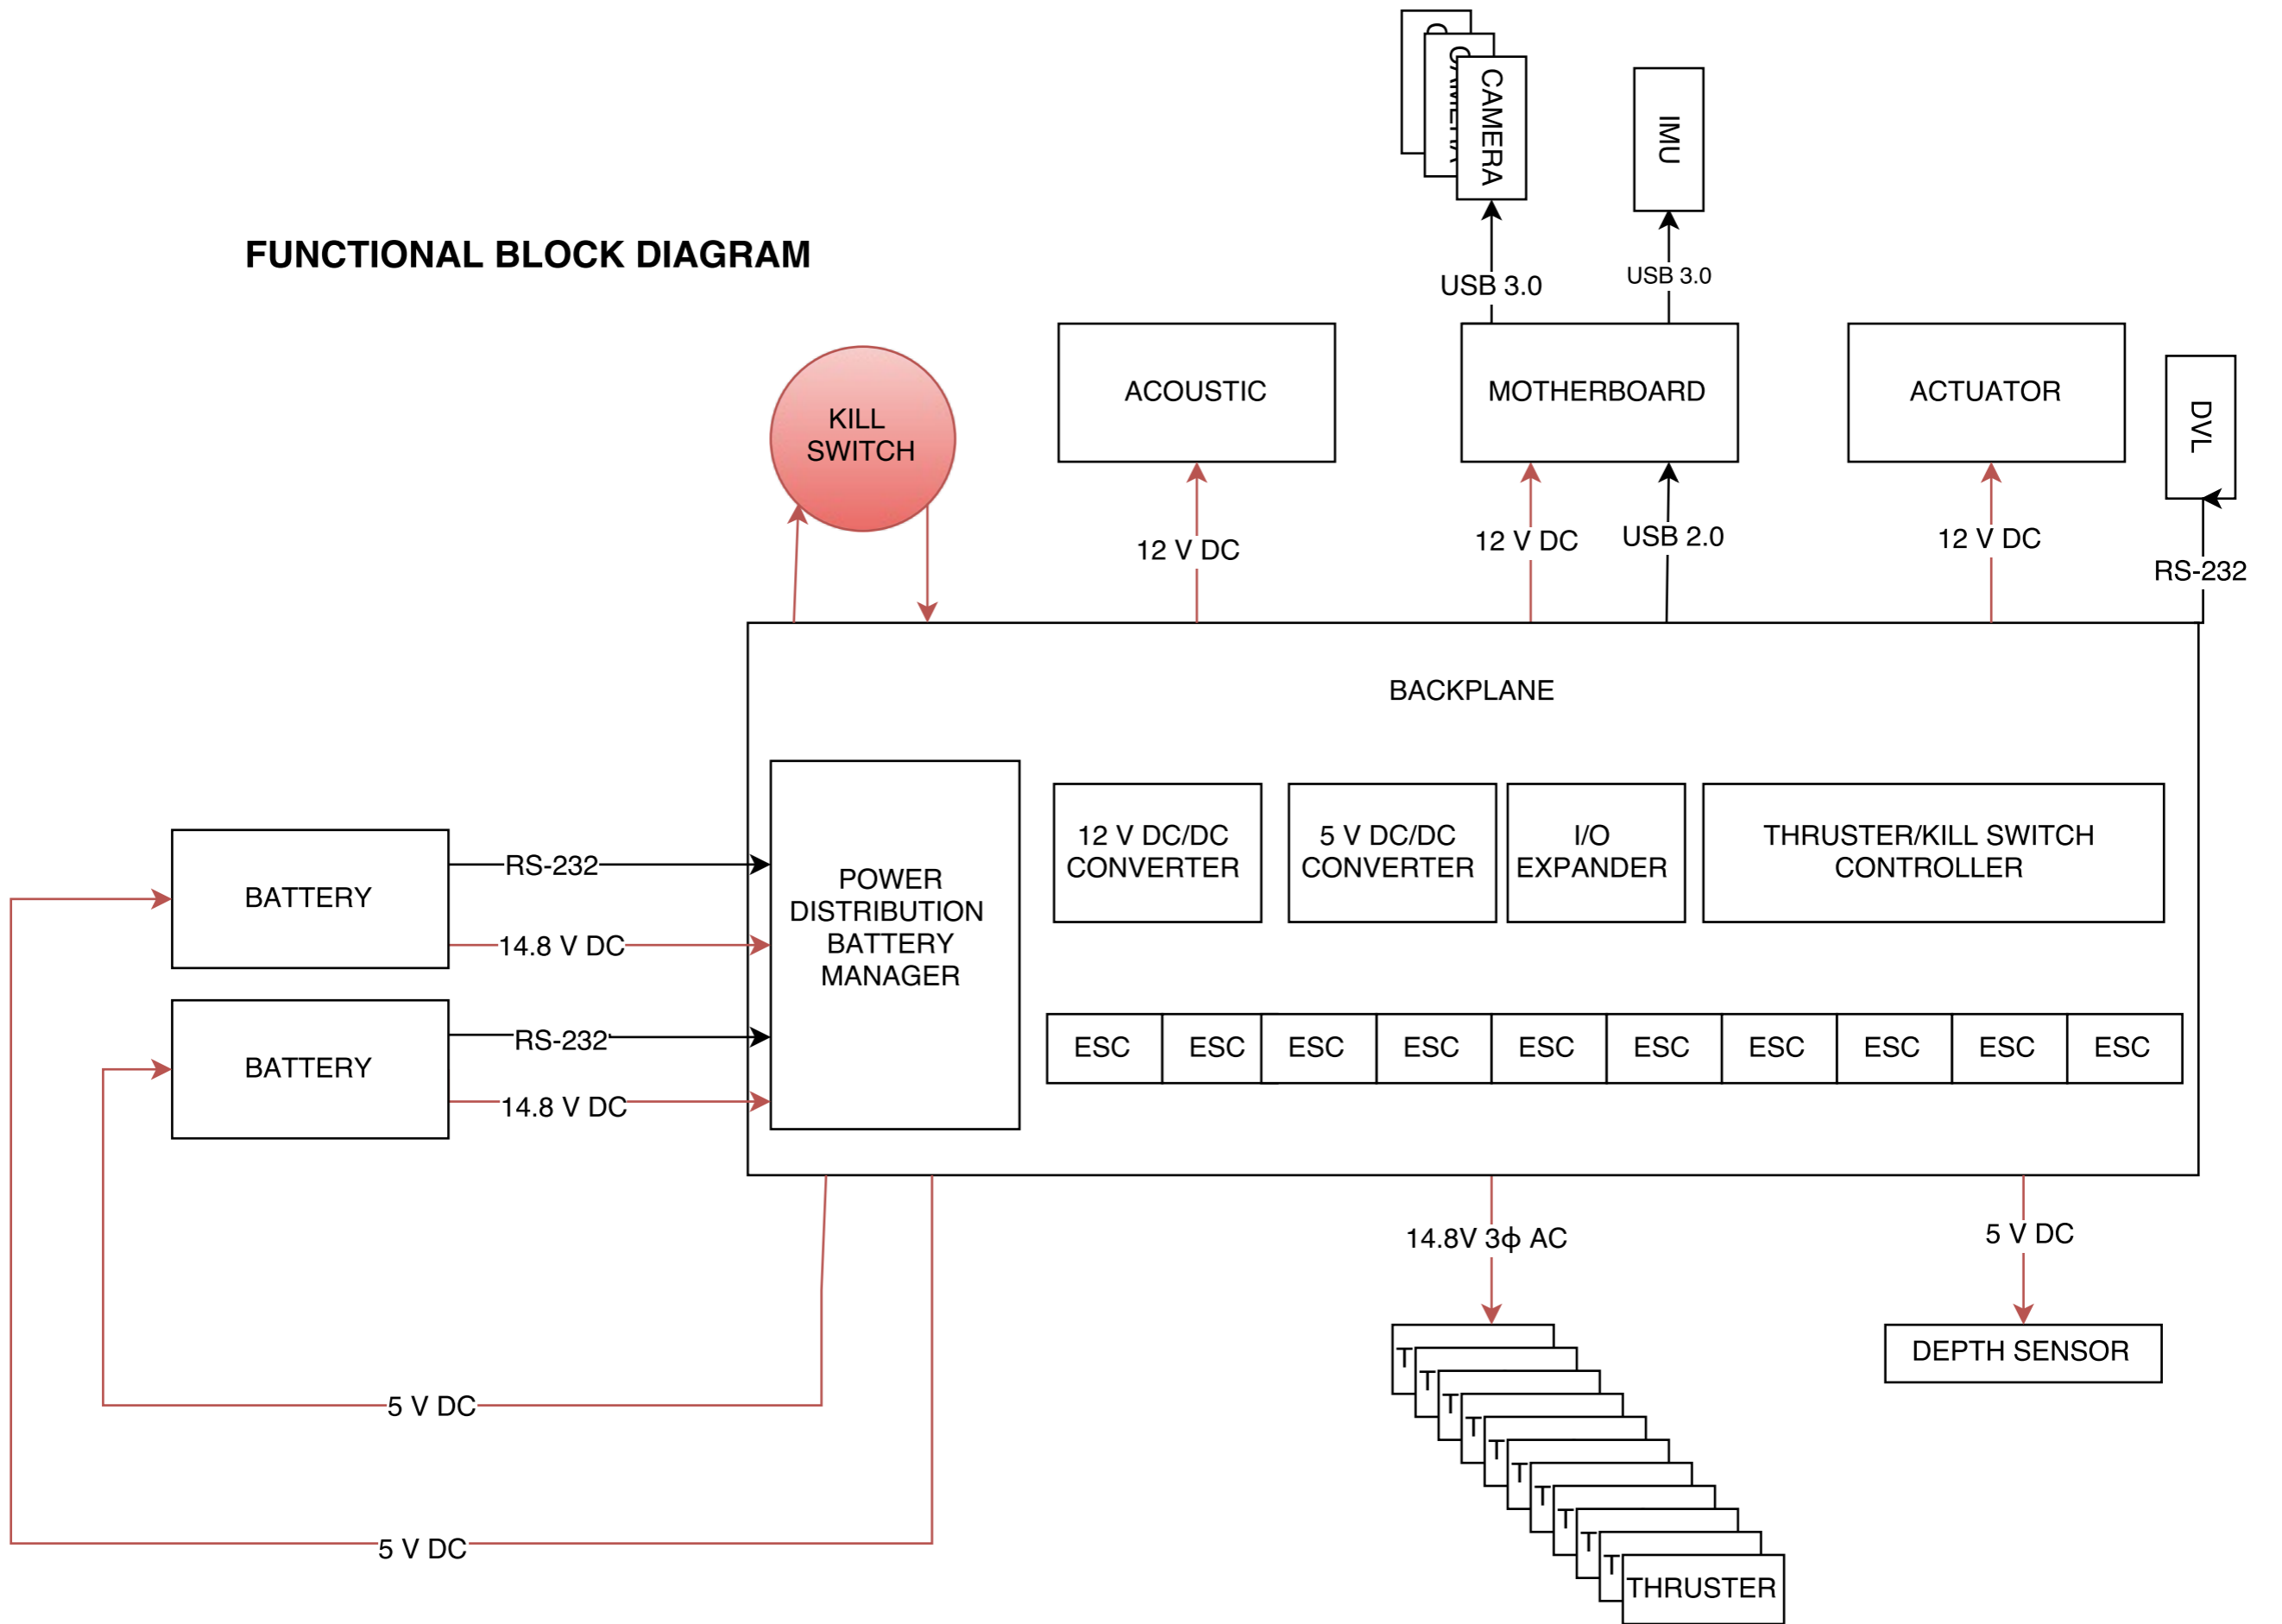 CAMERA
CAMERA
IMU
FUNCTIONAL BLOCK DIAGRAM
USB 3.0
USB 3.0
KILL
SWITCH
ACOUSTIC
MOTHERBOARD
ACTUATOR
DVL
12 V DC
12 V DC
USB 2.0
12 V DC
RS-232
BACKPLANE
BATTERY
RS-232
14.8 V DC
BATTERY
RS-232
14.8 V DC
POWER
DISTRIBUTION
BATTERY
MANAGER
12 V DC/DC
CONVERTER
5 V DC/DC
CONVERTER
I/O
EXPANDER
THRUSTER/KILL SWITCH
CONTROLLER
ESC
ESC
ESC
ESC
ESC
ESC
ESC
ESC
ESC
ESC
14.8V 3ϕ AC
5 V DC
DEPTH SENSOR
T
T
T
T
T
T
T
T
T
T
THRUSTER
5 V DC
5 V DC